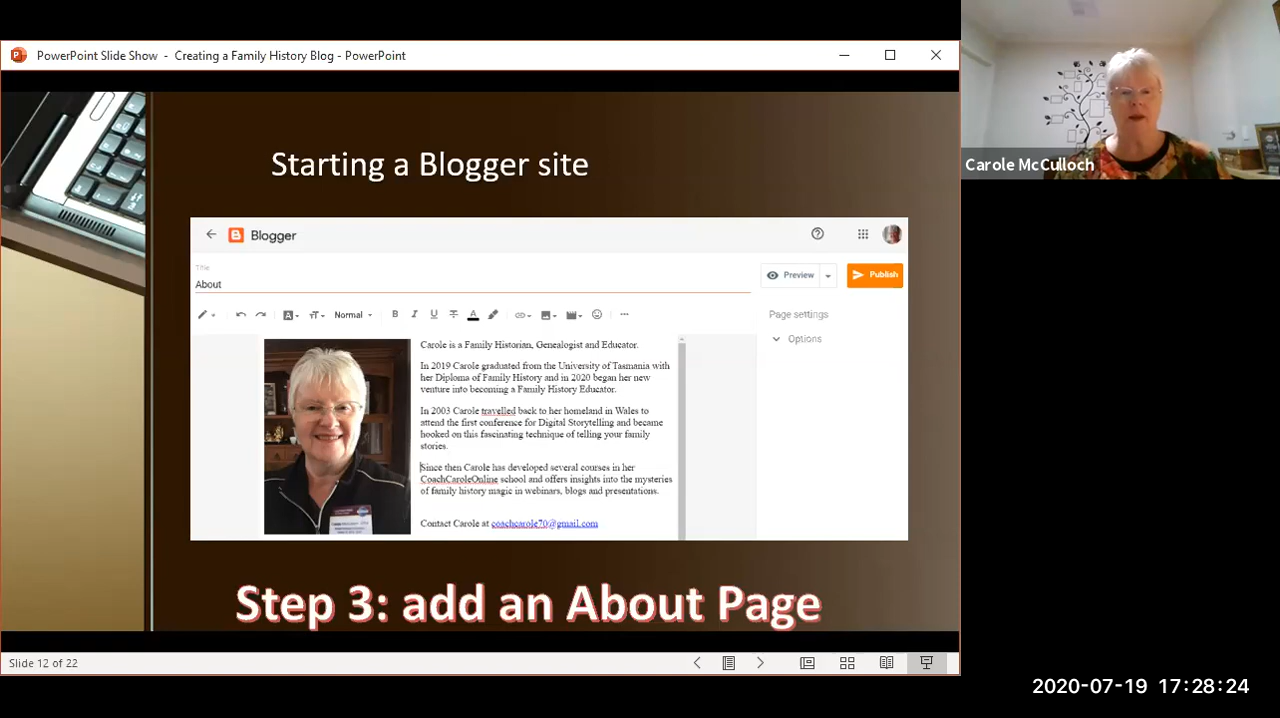 PowerPoint Slide Show - Creating a Family History Blog - PowerPoint
Carole McCulloch
Starting a Blogger site
Blogger
Title
About
Preview
Publish
Normal
Page settings
Options
Carole is a Family Historian, Genealogist and Educator.
In 2019 Carole graduated from the University of Tasmania with
her Diploma of Family History and in 2020 began her new
venture into becoming a Family History Educator.
In 2003 Carole travelled back to her homeland in Wales to
attend the first conference for Digital Storytelling and became
hooked on this fascinating technique of telling your family
stories.
Since then Carole has developed several courses in her
CoachCaroleOnline school and offers insights into the mysteries
of family history magic in webinars, blogs and presentations.
Contact Carole at coachcarole70@gmail.com
Step 3: add an About Page
Slide 12 of 22
2020-07-19 17:28:24